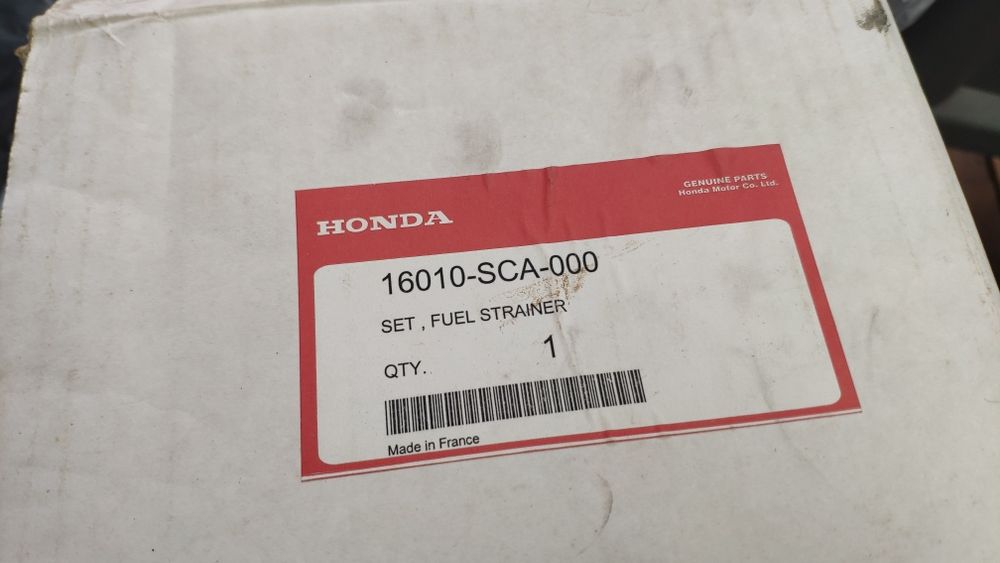 HONDA
GENUINE PARTS
Honda Motor Co. Ltd.
16010-SCA-000
SET , FUEL STRAINER
QTY. 1
Made in France